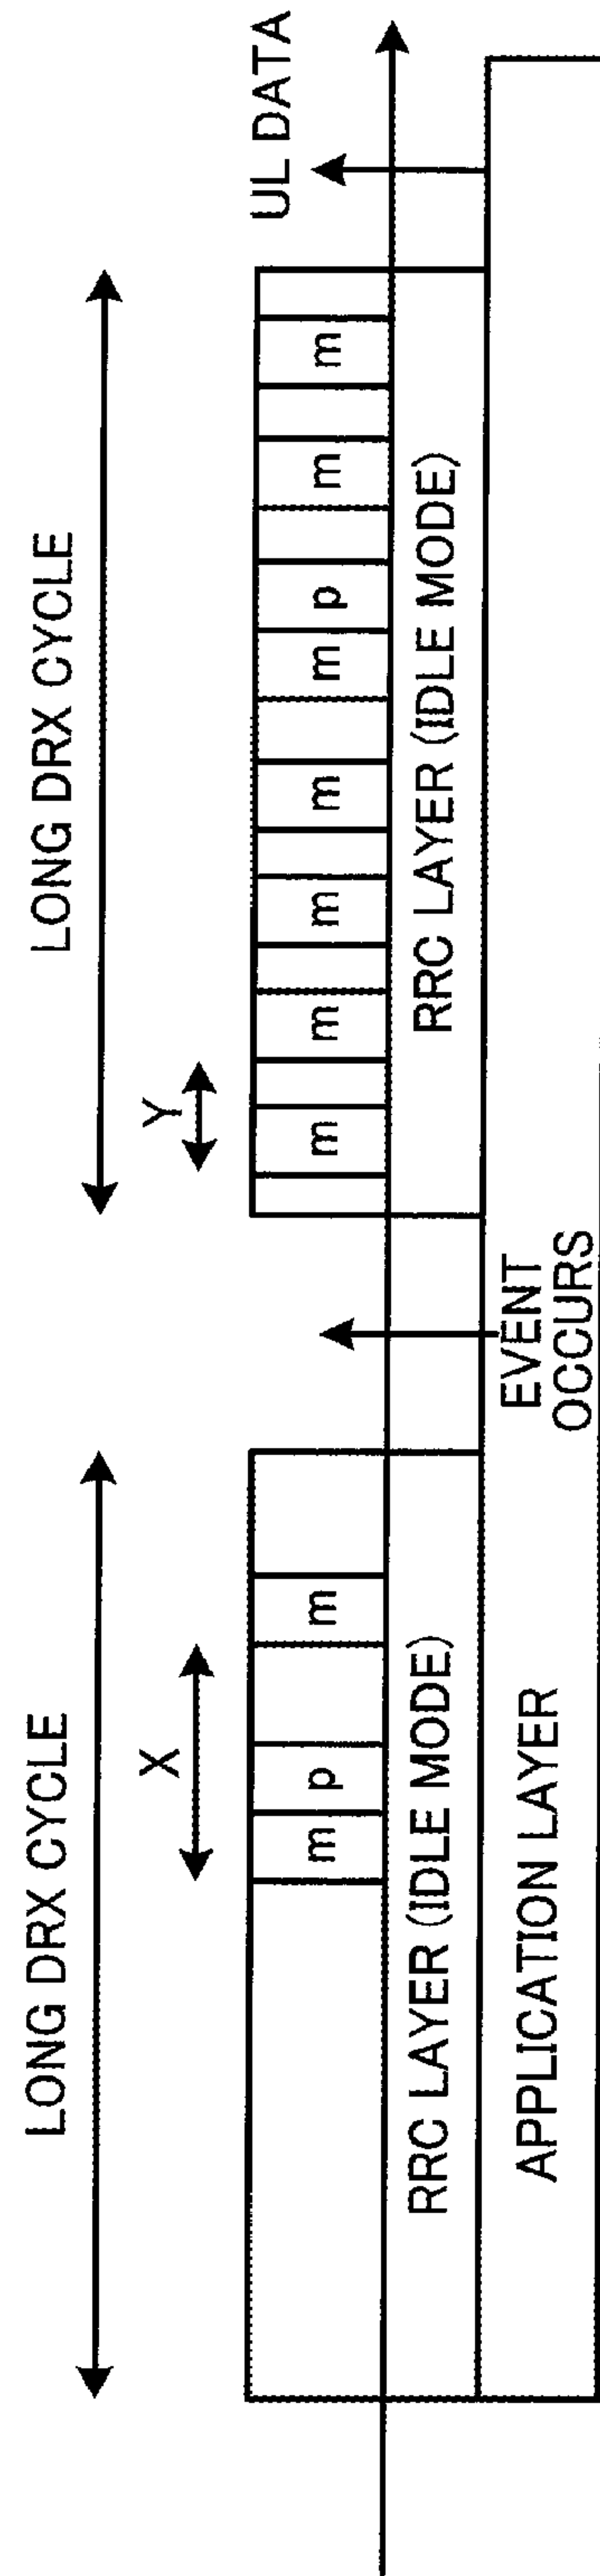 LONG DRX CYCLE
LONG DRX CYCLE
X
Y
UL DATA
m p m
m m m m m p m m
RRC LAYER (IDLE MODE)
RRC LAYER (IDLE MODE)
EVENT
OCCURS
APPLICATION LAYER